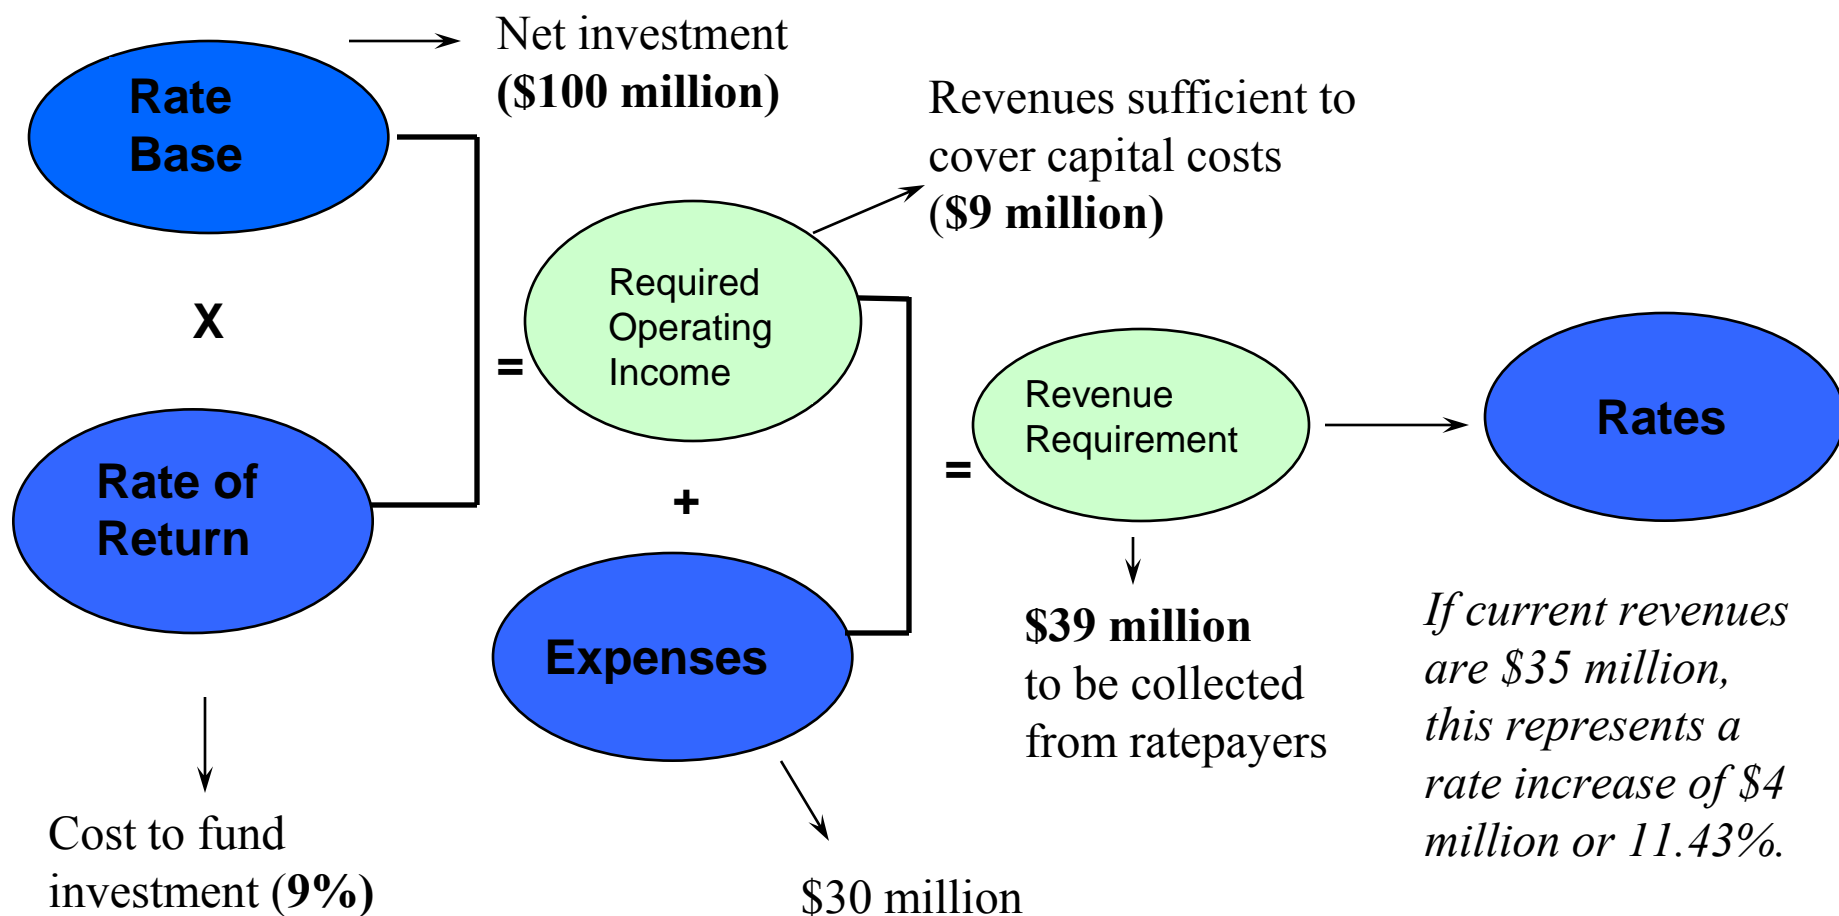 Net investment
($100 million)
Rate
Base
Revenues sufficient to
cover capital costs
($9 million)
X
Required
Operating
Income
=
Rate of
Return
+
Revenue
Requirement
=
Rates
Expenses
$39 million
to be collected
from ratepayers
If current revenues
are $35 million,
this represents a
rate increase of $4
million or 11.43%.
Cost to fund
investment (9%)
$30 million